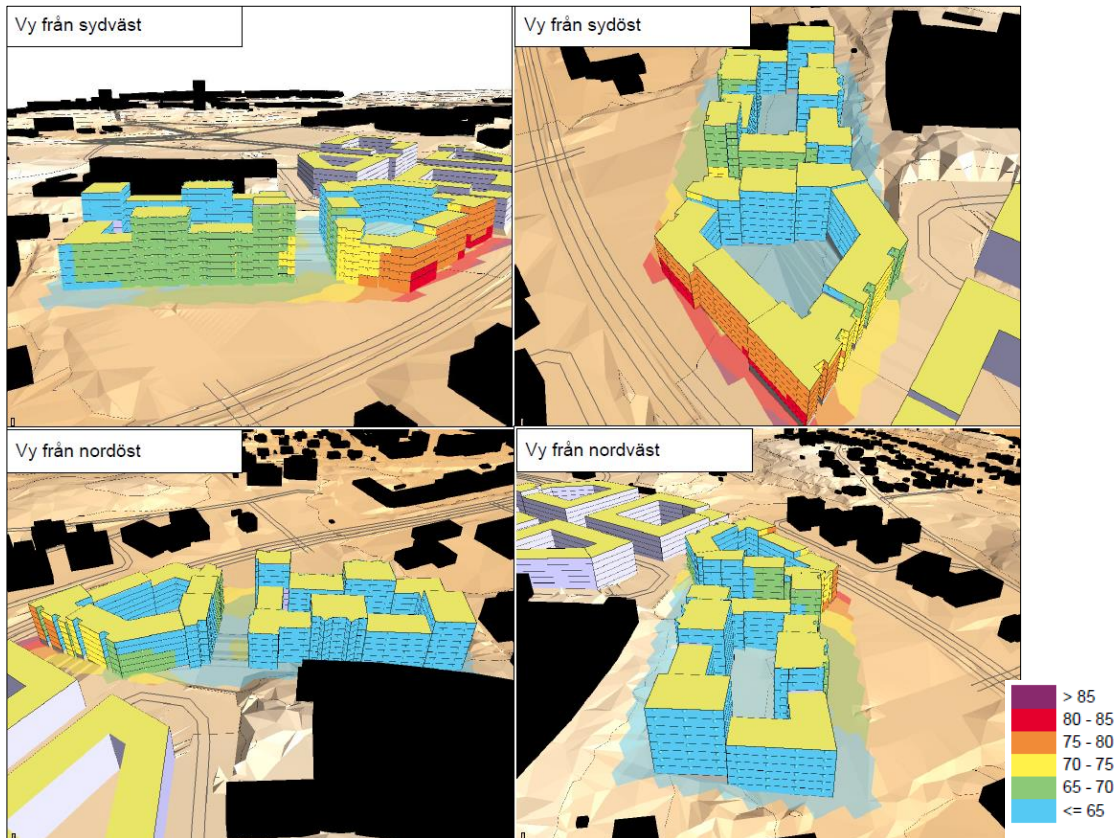 Vy från sydväst
Vy från sydöst
Vy från nordöst
Vy från nordväst
> 85
80 - 85
75 - 80
70 - 75
65 - 70
<= 65